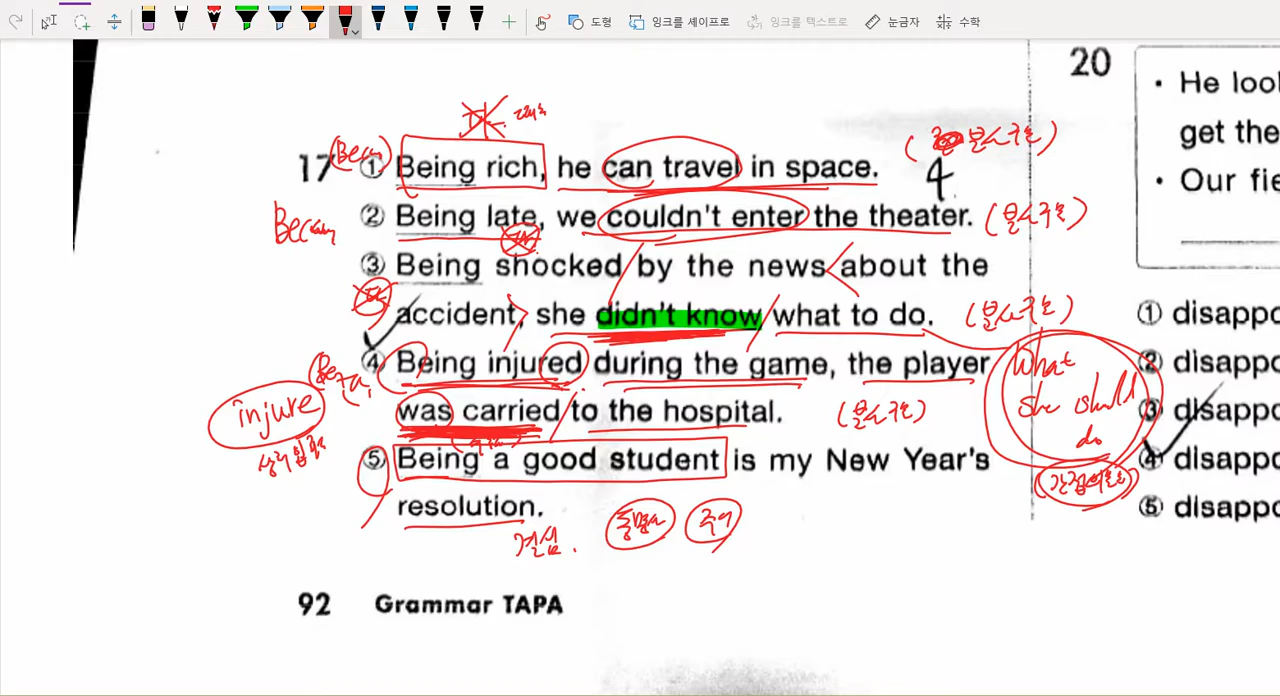 도형 잉크를 셰이프로 잉크를 텍스트로 눈금자 수학
20
• He look
get the
• Our fie
17 ① Being rich, he can travel in space. (분사구문)
4
② Being late, we couldn't enter the theater. (분사구문)
③ Being shocked by the news about the
accident, she didn't know what to do. (분사구문)
④ Being injured during the game, the player
was carried to the hospital. (분사구문)
injure
⑤ Being a good student is my New Year's
resolution.
결심. 동명사 주어
What
she should
do
간접의문문
① disappo
② disappo
③ disappo
④ disappo
⑤ disappo
92 Grammar TAPA